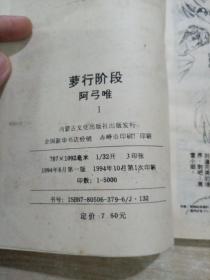 萝行阶段
阿弓唯
1
内蒙古文化出版社出版发行
全国新华书店经销 赤峰市印刷厂印刷
787×1092毫米 1/32开 3印张
1994年8月第一版 1994年10月第1次印刷
印数:1-5000
书号:ISBN7-80506-379-6/J·132
定价:7 60元